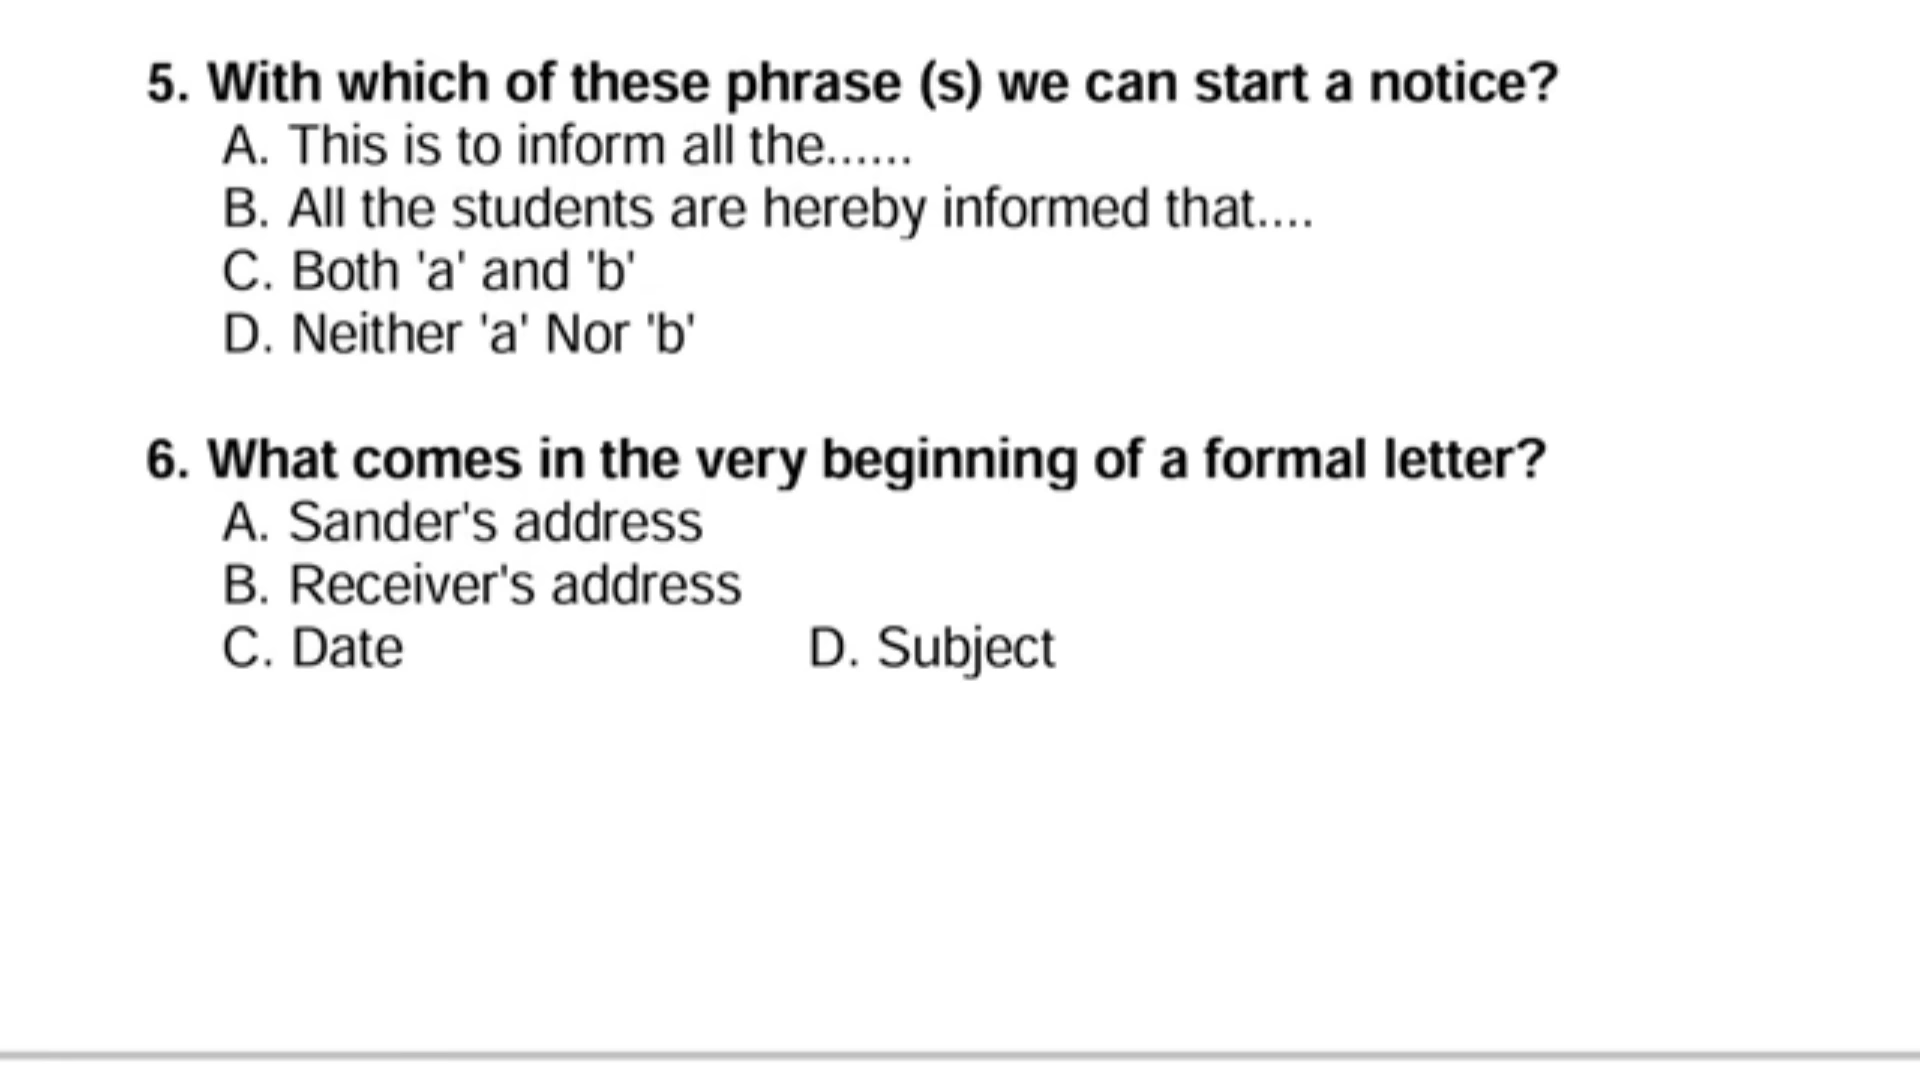 5. With which of these phrase (s) we can start a notice?
A. This is to inform all the......
B. All the students are hereby informed that....
C. Both 'a' and 'b'
D. Neither 'a' Nor 'b'
6. What comes in the very beginning of a formal letter?
A. Sander's address
B. Receiver's address
C. Date D. Subject